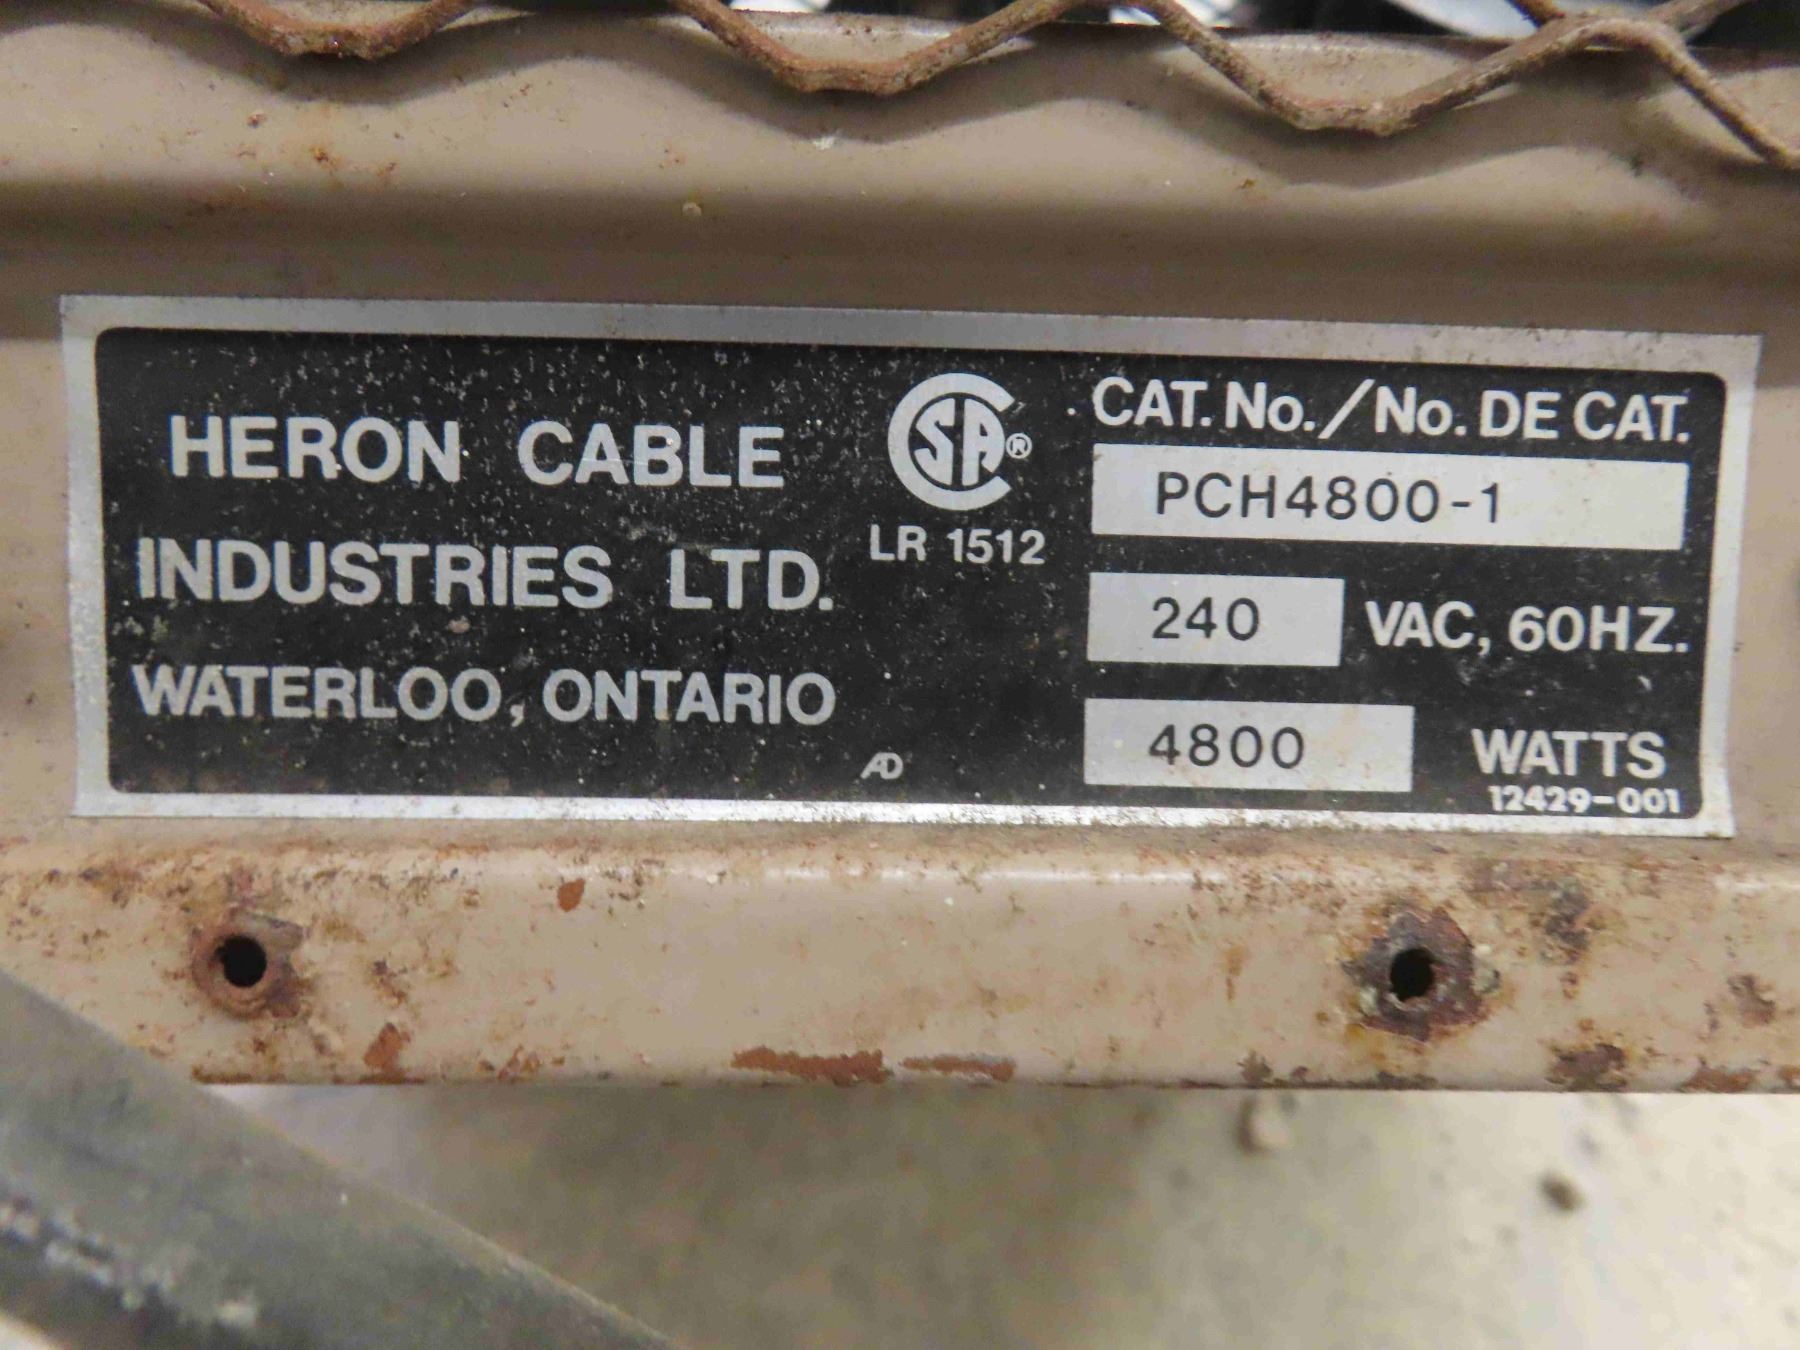 HERON CABLE
INDUSTRIES LTD.
WATERLOO, ONTARIO
AD
CSA®
LR 1512
CAT. No./No. DE CAT.
PCH4800-1
240 VAC, 60HZ.
4800 WATTS
12429-001